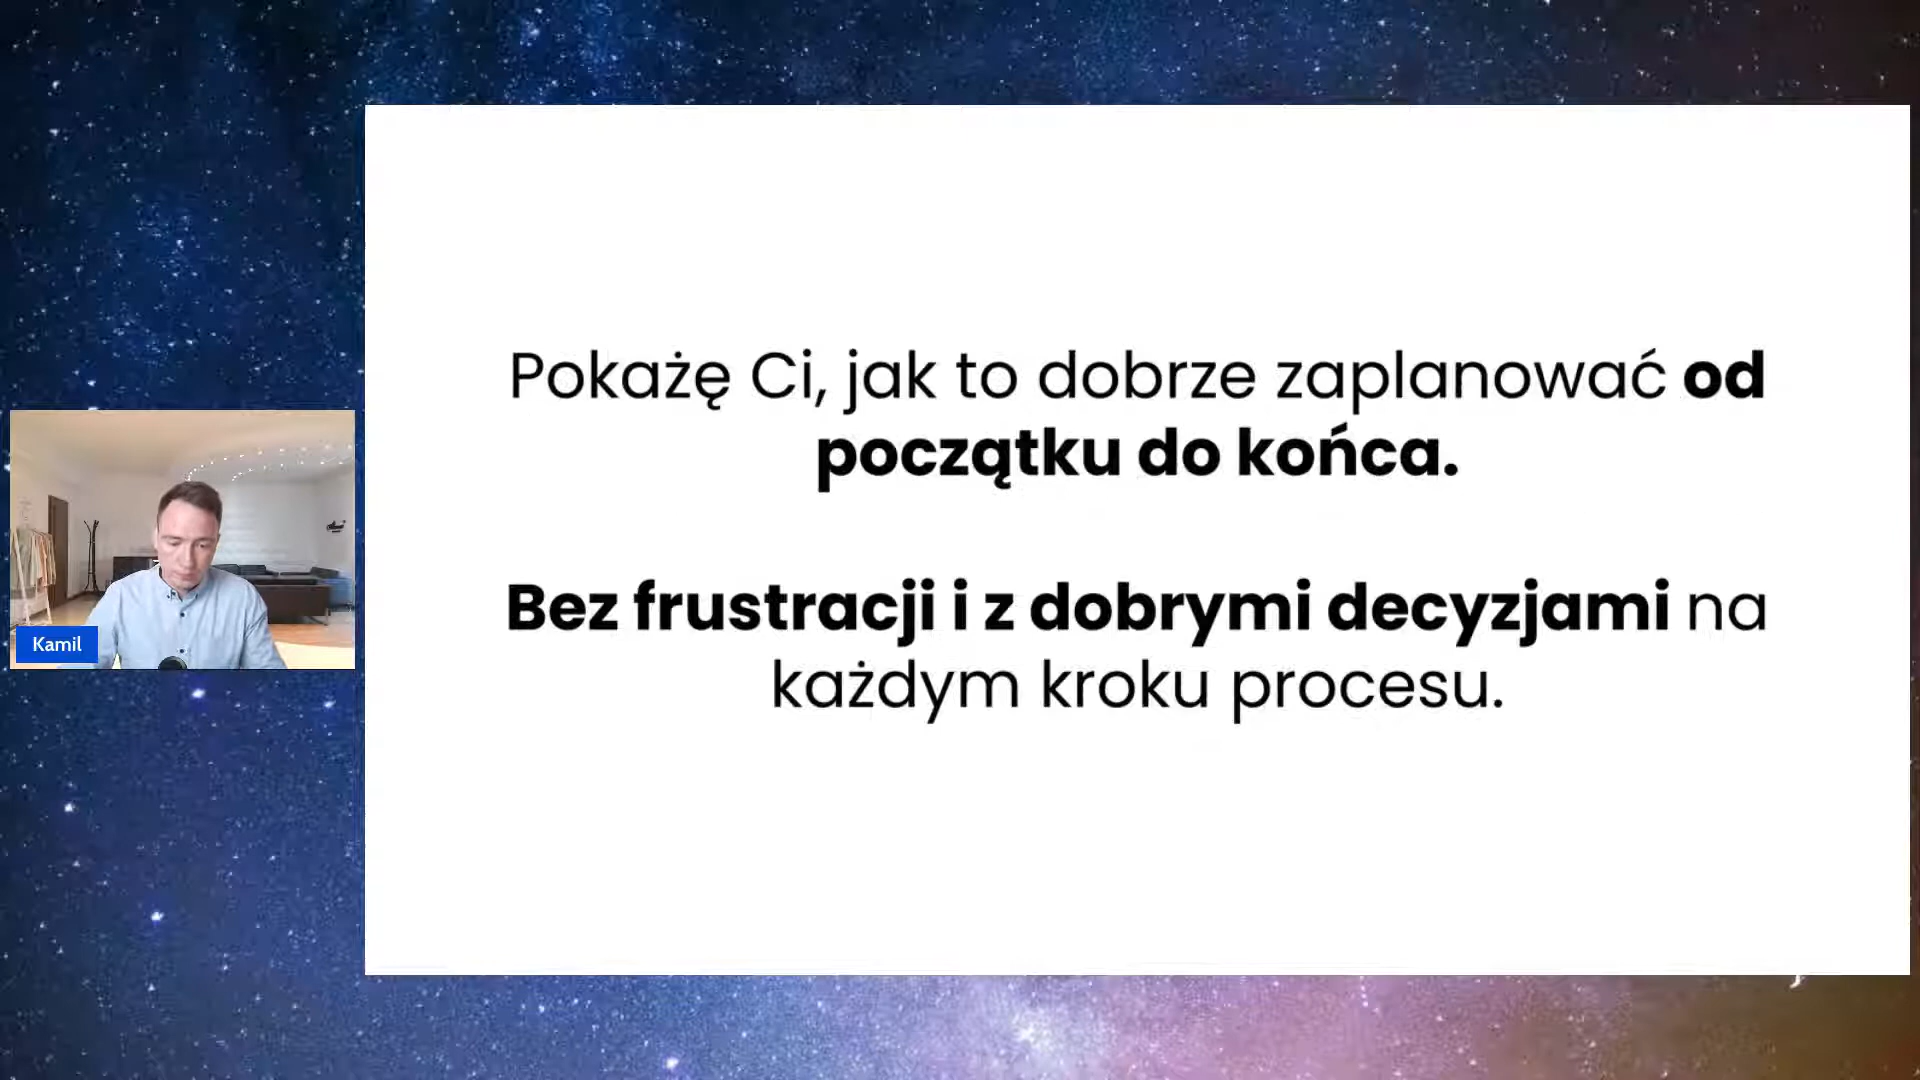 Pokażę Ci, jak to dobrze zaplanować od
początku do końca.
Bez frustracji i z dobrymi decyzjami na
każdym kroku procesu.
Kamil